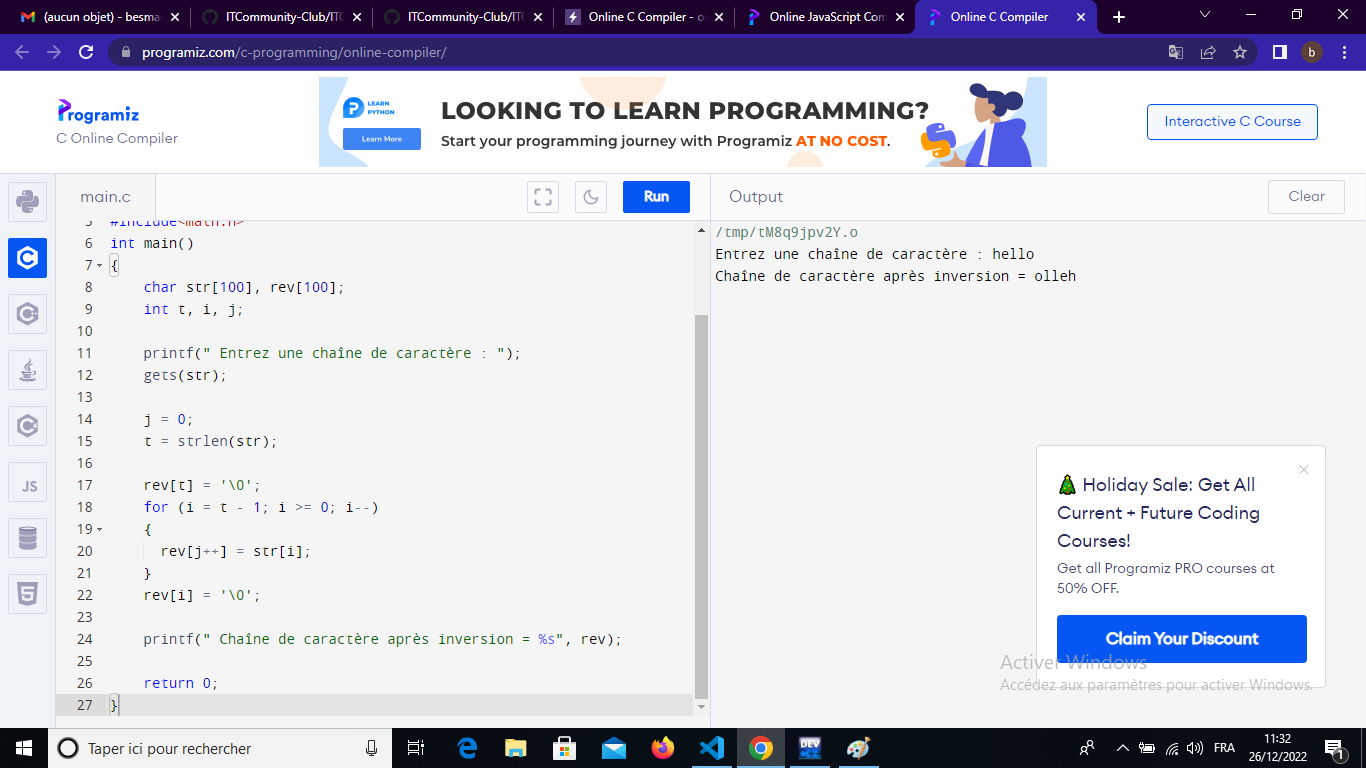 (aucun objet) - besma
ITCommunity-Club/ITC
ITCommunity-Club/ITC
Online C Compiler - o
Online JavaScript Com
Online C Compiler
programiz.com/c-programming/online-compiler/
b
Programiz
C Online Compiler
LEARN
PYTHON
Learn More
LOOKING TO LEARN PROGRAMMING?
Start your programming journey with Programiz AT NO COST.
Interactive C Course
main.c
Run
Output
Clear
5 #include<math.h>
6 int main()
7 {
8 char str[100], rev[100];
9 int t, i, j;
10
11 printf(" Entrez une chaîne de caractère : ");
12 gets(str);
13
14 j = 0;
15 t = strlen(str);
16
17 rev[t] = '\0';
18 for (i = t - 1; i >= 0; i--)
19 {
20 rev[j++] = str[i];
21 }
22 rev[i] = '\0';
23
24 printf(" Chaîne de caractère après inversion = %s", rev);
25
26 return 0;
27 }
JS
/tmp/tM8q9jpv2Y.o
Entrez une chaîne de caractère : hello
Chaîne de caractère après inversion = olleh
Holiday Sale: Get All
Current + Future Coding
Courses!
Get all Programiz PRO courses at
50% OFF.
Claim Your Discount
Activer Windows
Accédez aux paramètres pour activer Windows.
Taper ici pour rechercher
DEV
FRA
11:32
26/12/2022
1